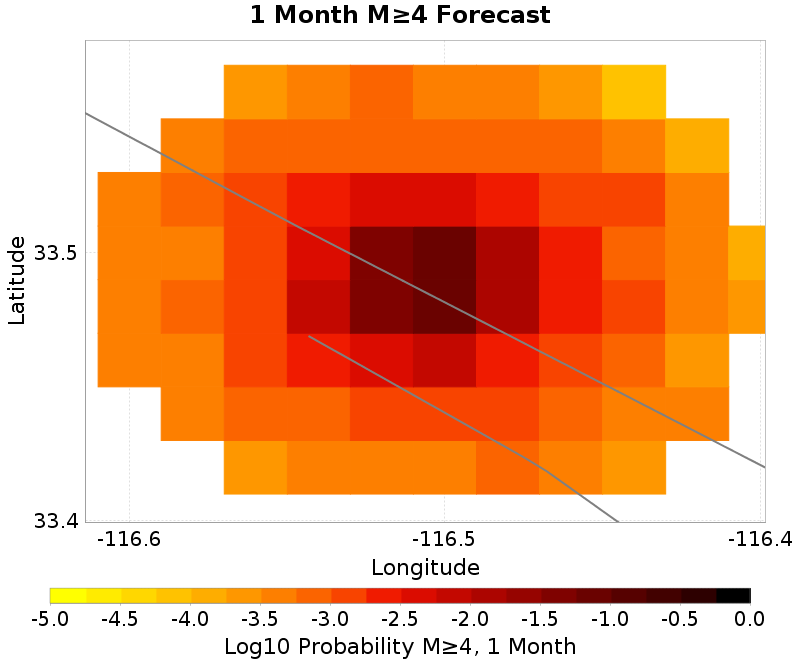 1 Month M≥4 Forecast
Latitude
33.5
33.4
-116.6 -116.5 -116.4
Longitude
-5.0 -4.5 -4.0 -3.5 -3.0 -2.5 -2.0 -1.5 -1.0 -0.5 0.0
Log10 Probability M≥4, 1 Month